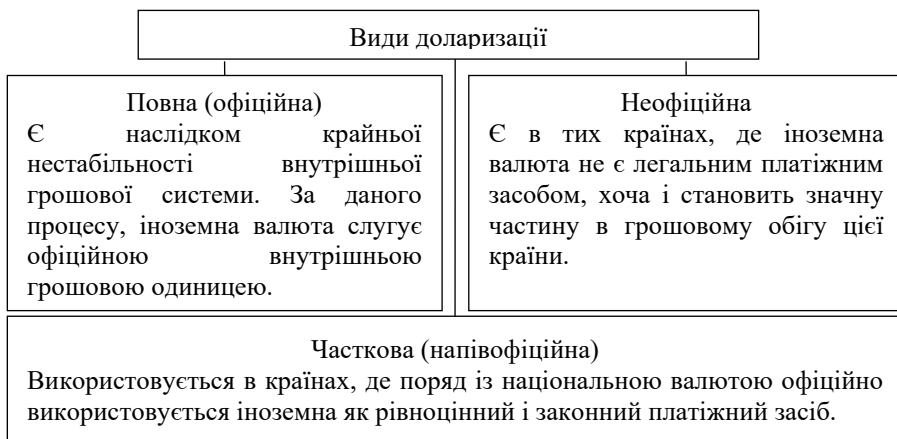 Види доларизації
Повна (офіційна)
Є наслідком крайньої
нестабільності внутрішньої
грошової системи. За даного
процесу, іноземна валюта слугує
офіційною внутрішньою
грошовою одиницею.
Неофіційна
Є в тих країнах, де іноземна
валюта не є легальним платіжним
засобом, хоча і становить значну
частину в грошовому обігу цієї
країни.
Часткова (напівофіційна)
Використовується в країнах, де поряд із національною валютою офіційно
використовується іноземна як рівноцінний і законний платіжний засіб.